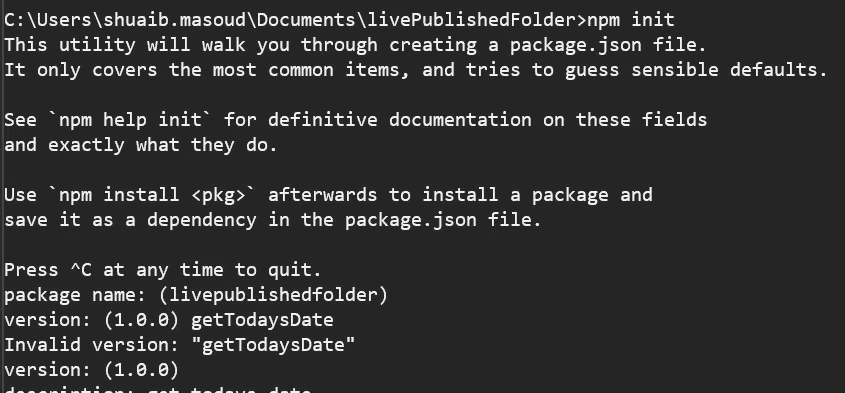 C:\Users\shuaib.masoud\Documents\livePublishedFolder>npm init
This utility will walk you through creating a package.json file.
It only covers the most common items, and tries to guess sensible defaults.
See `npm help init` for definitive documentation on these fields
and exactly what they do.
Use `npm install <pkg>` afterwards to install a package and
save it as a dependency in the package.json file.
Press ^C at any time to quit.
package name: (livepublishedfolder)
version: (1.0.0) getTodaysDate
Invalid version: "getTodaysDate"
version: (1.0.0)
description: get todays date